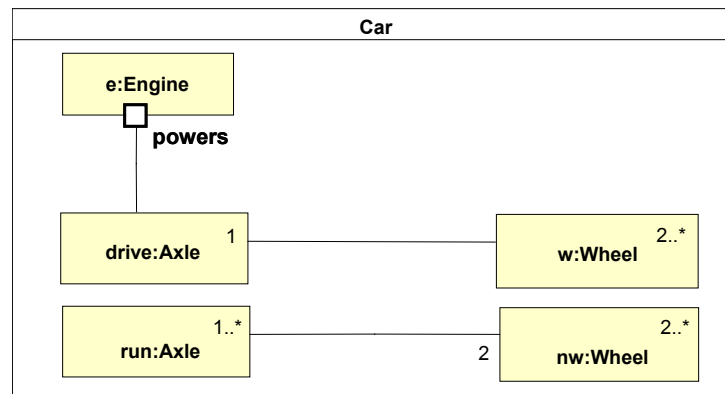 Car
e:Engine
powers
drive:Axle
1
2..*
w:Wheel
1..*
run:Axle
2
2..*
nw:Wheel